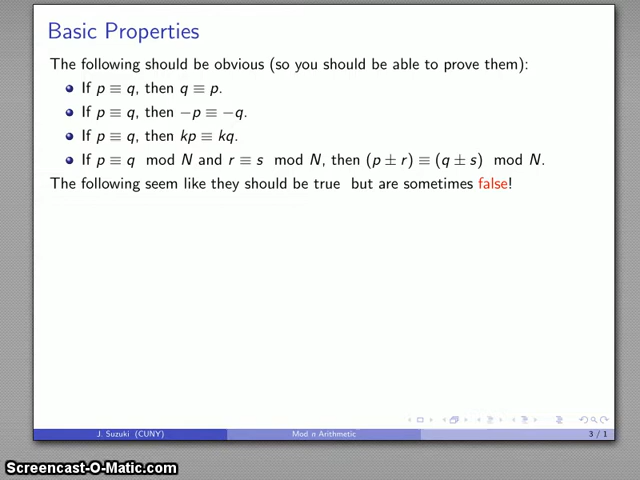 Basic Properties
The following should be obvious (so you should be able to prove them):
If p ≡ q, then q ≡ p.
If p ≡ q, then −p ≡ −q.
If p ≡ q, then kp ≡ kq.
If p ≡ q mod N and r ≡ s mod N, then (p ± r) ≡ (q ± s) mod N.
The following seem like they should be true but are sometimes false!
J. Suzuki (CUNY) Mod n Arithmetic 3 / 1
Screencast-O-Matic.com